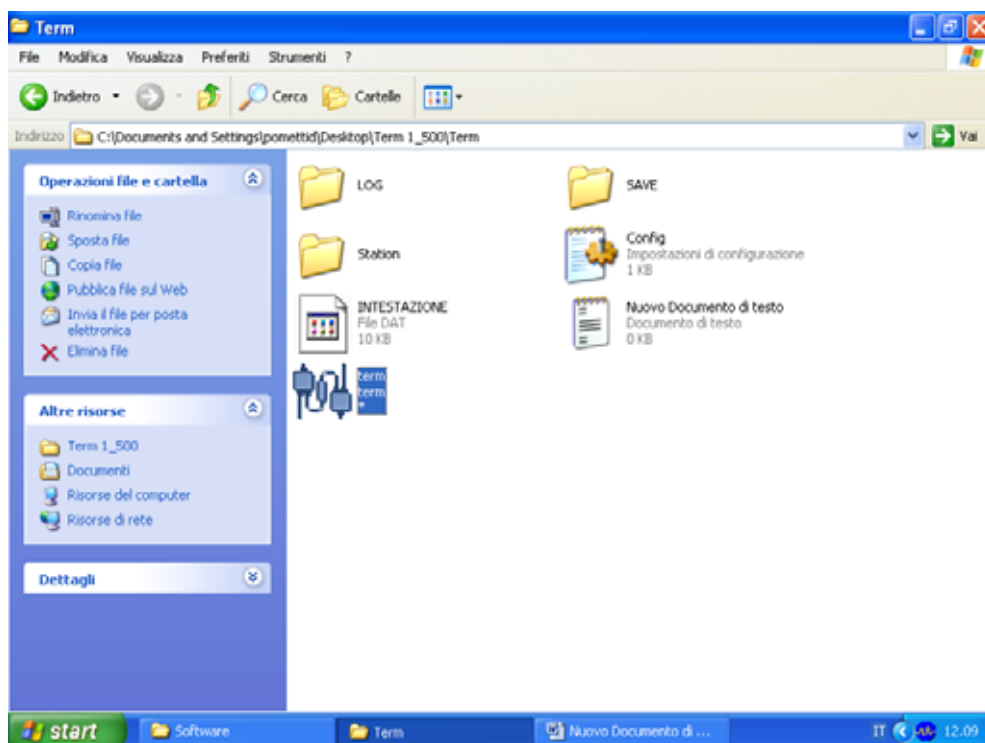 Term
File Modifica Visualizza Preferiti Strumenti ?
Indietro Cerca Cartelle
Indirizzo C:\Documents and Settings\pomettid\Desktop\Term 1_500\Term Vai
Operazioni file e cartella
Rinomina file
Sposta file
Copia file
Pubblica file sul Web
Invia il file per posta
elettronica
Elimina file
Altre risorse
Term 1_500
Documenti
Risorse del computer
Risorse di rete
Dettagli
LOG
SAVE
Station
Config
Impostazioni di configurazione
1 KB
INTESTAZIONE
File DAT
10 KB
Nuovo Documento di testo
Documento di testo
0 KB
term
term
*
start Software Term Nuovo Documento di ... IT 12.09